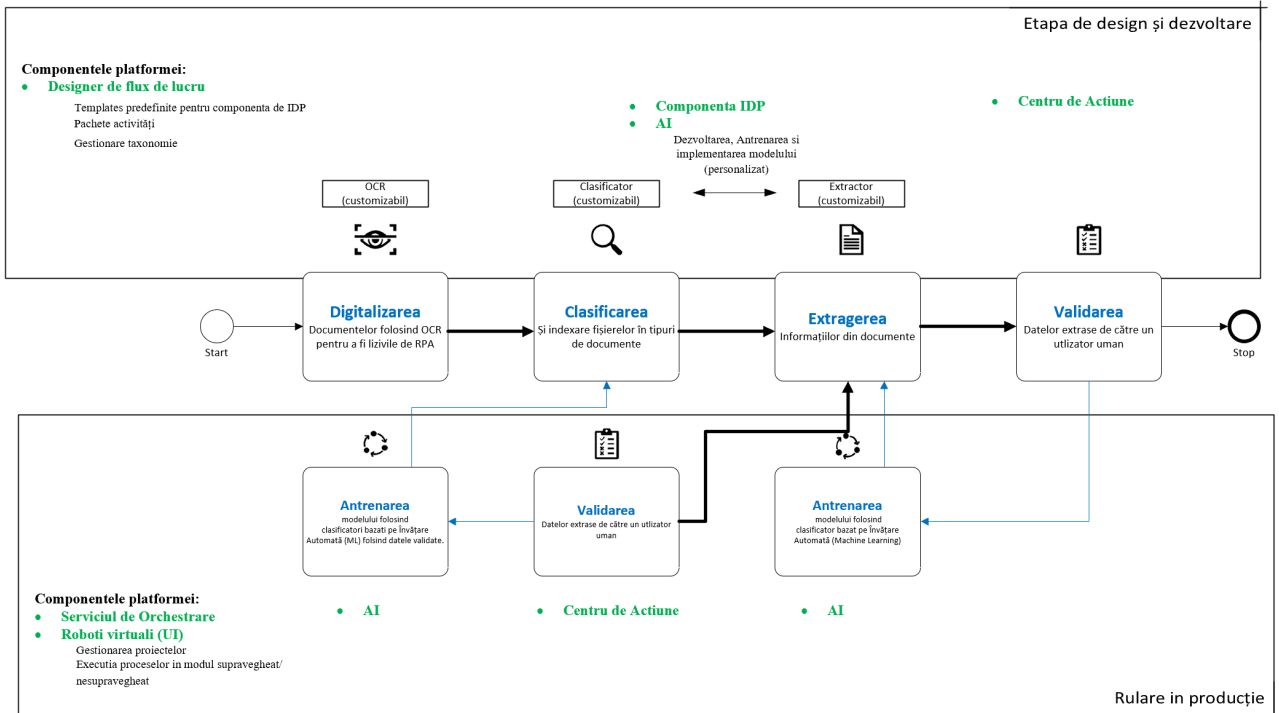 Etapa de design și dezvoltare
Componentele platformei:
• Designer de flux de lucru
Templates predefinite pentru componenta de IDP
Pachete activități
Gestionare taxonomie
• Componenta IDP
• AI
Dezvoltarea, Antrenarea si
implementarea modelului
(personalizat)
• Centru de Actiune
OCR
(customizabil)
Clasificator
(customizabil)
Extractor
(customizabil)
Start
Digitalizarea
Documentelor folosind OCR
pentru a fi lizivile de RPA
Clasificarea
Și indexare fișierelor în tipuri
de documente
Extragerea
Informațiilor din documente
Validarea
Datelor extrase de către un
utlizator uman
Stop
Antrenarea
modelului folosind
clasificatori bazati pe Învățare
Automată (ML) folsind datele validate.
Validarea
Datelor extrase de către un utlizator
uman
Antrenarea
modelului folosind
clasificator bazat pe Învățare
Automată (Machine Learning)
Componentele platformei:
• Serviciul de Orchestrare
• Roboti virtuali (UI)
Gestionarea proiectelor
Executia proceselor in modul supravegheat/
nesupravegheat
• AI
• Centru de Actiune
• AI
Rulare in producție